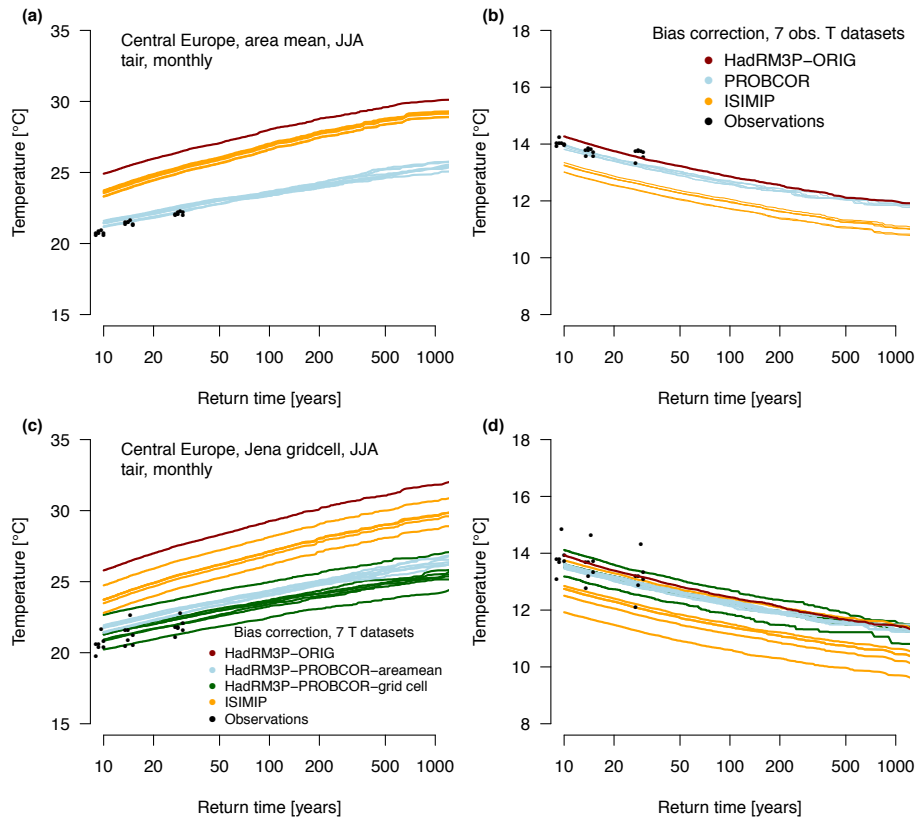 (a)
Central Europe, area mean, JJA
tair, monthly
Temperature [°C]
35
30
25
20
15
10 20 50 100 200 500 1000
Return time [years]
(b)
Bias correction, 7 obs. T datasets
HadRM3P−ORIG
PROBCOR
ISIMIP
Observations
Temperature [°C]
18
16
14
12
10
8
10 20 50 100 200 500 1000
Return time [years]
(c)
Central Europe, Jena gridcell, JJA
tair, monthly
Temperature [°C]
35
30
25
20
15
Bias correction, 7 T datasets
HadRM3P−ORIG
HadRM3P−PROBCOR−areamean
HadRM3P−PROBCOR−grid cell
ISIMIP
Observations
10 20 50 100 200 500 1000
Return time [years]
(d)
Temperature [°C]
18
16
14
12
10
8
10 20 50 100 200 500 1000
Return time [years]